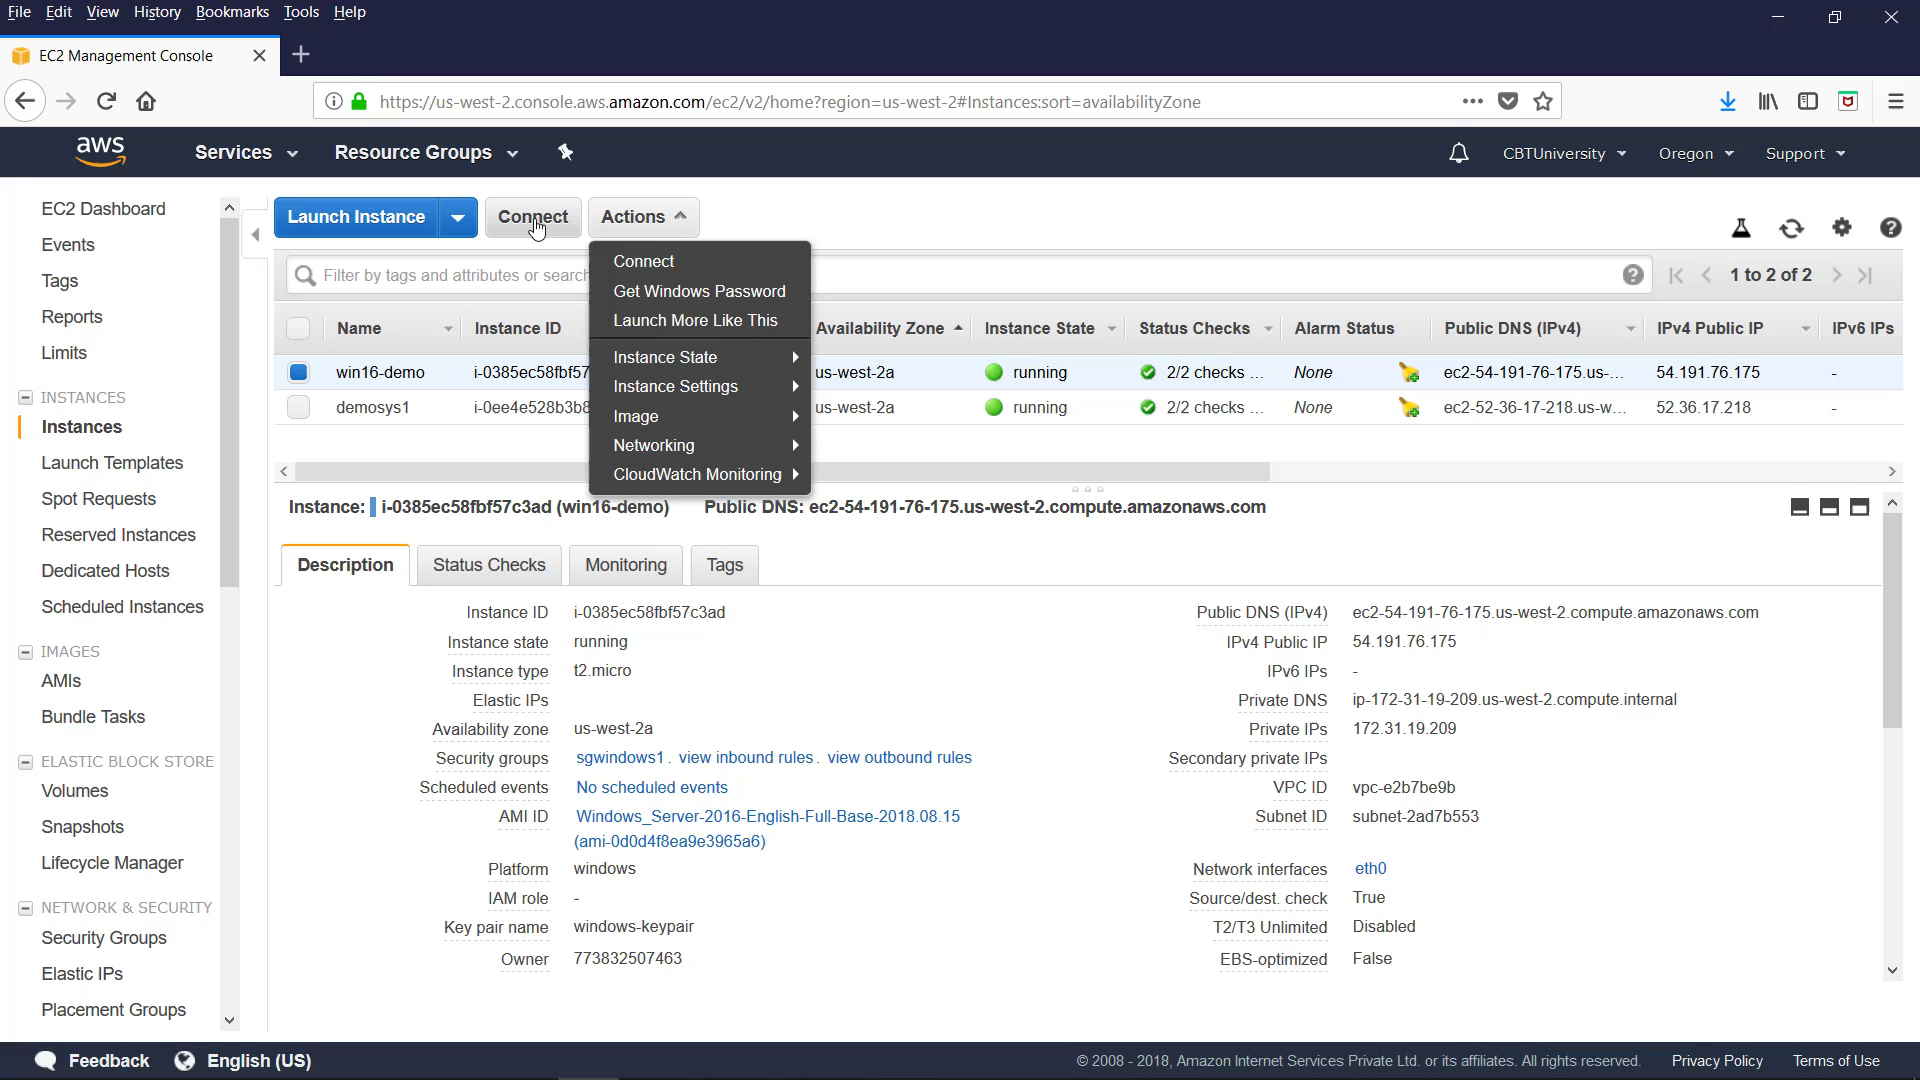 File Edit View History Bookmarks Tools Help
EC2 Management Console
https://us-west-2.console.aws.amazon.com/ec2/v2/home?region=us-west-2#Instances:sort=availabilityZone
aws Services Resource Groups CBTUniversity Oregon Support
EC2 Dashboard
Events
Tags
Reports
Limits
INSTANCES
Instances
Launch Templates
Spot Requests
Reserved Instances
Dedicated Hosts
Scheduled Instances
IMAGES
AMIs
Bundle Tasks
ELASTIC BLOCK STORE
Volumes
Snapshots
Lifecycle Manager
NETWORK & SECURITY
Security Groups
Elastic IPs
Placement Groups
Launch Instance Connect Actions
Connect
Get Windows Password
Launch More Like This
Instance State
Instance Settings
Image
Networking
CloudWatch Monitoring
Filter by tags and attributes or search
1 to 2 of 2
Name Instance ID Availability Zone Instance State Status Checks Alarm Status Public DNS (IPv4) IPv4 Public IP IPv6 IPs
win16-demo i-0385ec58fbf57 us-west-2a running 2/2 checks ... None ec2-54-191-76-175.us-... 54.191.76.175 -
demosys1 i-0ee4e528b3b8 us-west-2a running 2/2 checks ... None ec2-52-36-17-218.us-w... 52.36.17.218 -
Instance: i-0385ec58fbf57c3ad (win16-demo) Public DNS: ec2-54-191-76-175.us-west-2.compute.amazonaws.com
Description Status Checks Monitoring Tags
Instance ID i-0385ec58fbf57c3ad
Instance state running
Instance type t2.micro
Elastic IPs
Availability zone us-west-2a
Security groups sgwindows1 . view inbound rules . view outbound rules
Scheduled events No scheduled events
AMI ID Windows_Server-2016-English-Full-Base-2018.08.15
(ami-0d0d4f8ea9e3965a6)
Platform windows
IAM role -
Key pair name windows-keypair
Owner 773832507463
Public DNS (IPv4) ec2-54-191-76-175.us-west-2.compute.amazonaws.com
IPv4 Public IP 54.191.76.175
IPv6 IPs -
Private DNS ip-172-31-19-209.us-west-2.compute.internal
Private IPs 172.31.19.209
Secondary private IPs
VPC ID vpc-e2b7be9b
Subnet ID subnet-2ad7b553
Network interfaces eth0
Source/dest. check True
T2/T3 Unlimited Disabled
EBS-optimized False
Feedback English (US) © 2008 - 2018, Amazon Internet Services Private Ltd. or its affiliates. All rights reserved. Privacy Policy Terms of Use